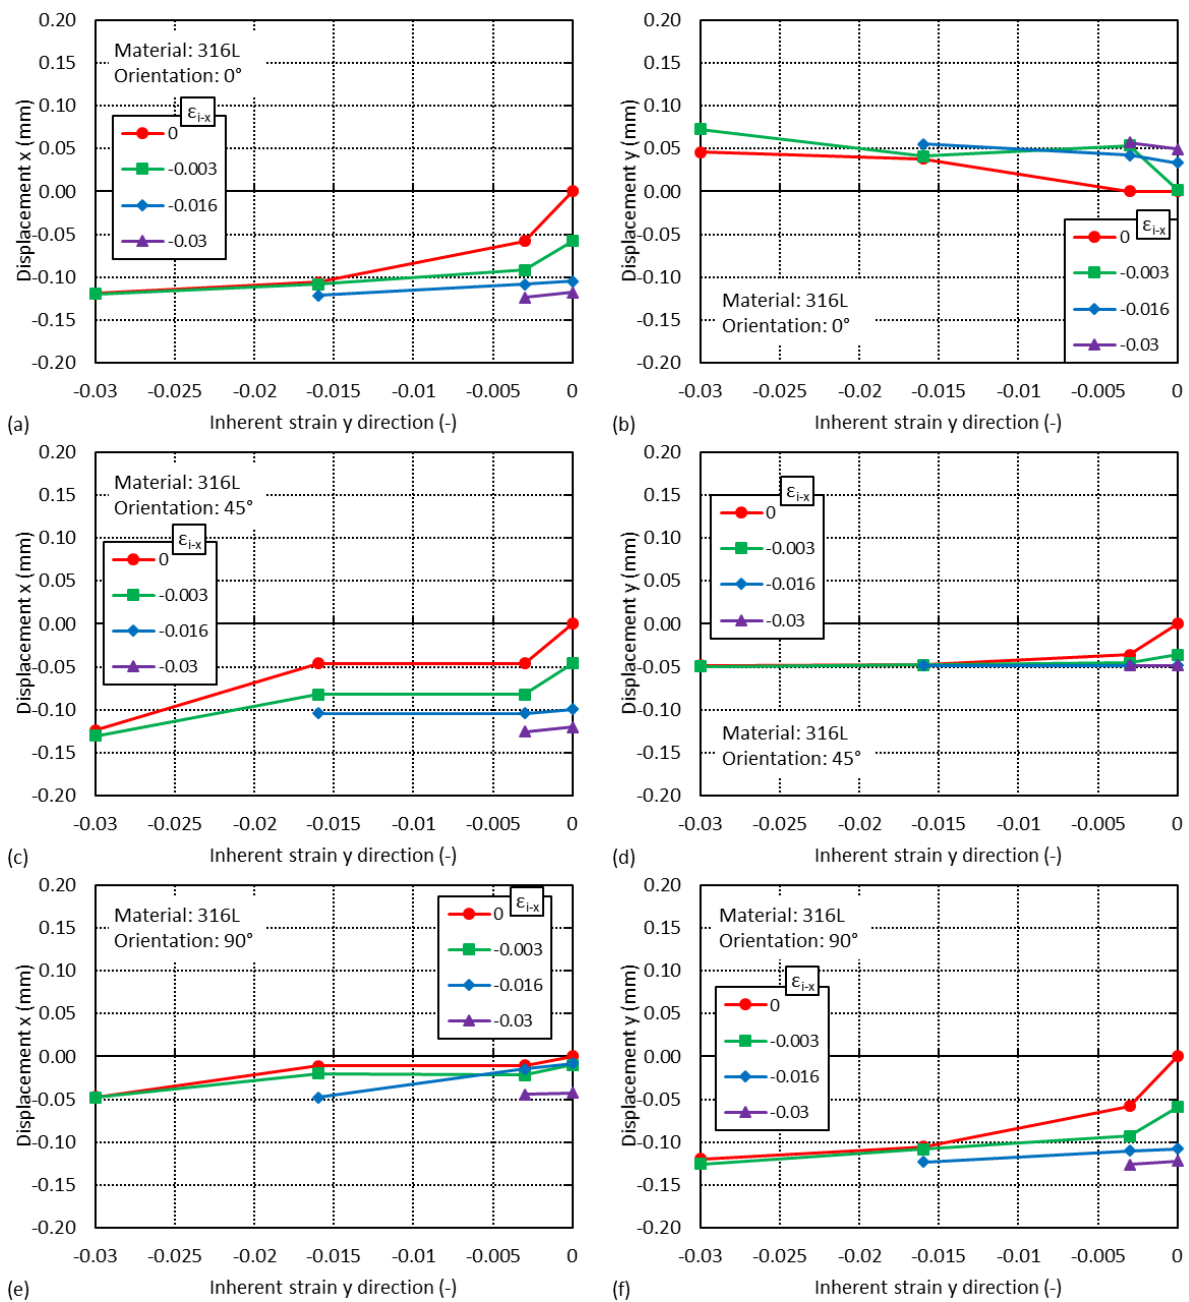 0.20
0.15
0.10
0.05
0.00
-0.05
-0.10
-0.15
-0.20
Displacement x (mm)
Material: 316L
Orientation: 0°
εi-x
0
-0.003
-0.016
-0.03
-0.03 -0.025 -0.02 -0.015 -0.01 -0.005 0
Inherent strain y direction (-)
(a)
0.20
0.15
0.10
0.05
0.00
-0.05
-0.10
-0.15
-0.20
Displacement y (mm)
εi-x
0
-0.003
-0.016
-0.03
Material: 316L
Orientation: 0°
-0.03 -0.025 -0.02 -0.015 -0.01 -0.005 0
Inherent strain y direction (-)
(b)
0.20
0.15
0.10
0.05
0.00
-0.05
-0.10
-0.15
-0.20
Displacement x (mm)
Material: 316L
Orientation: 45°
εi-x
0
-0.003
-0.016
-0.03
-0.03 -0.025 -0.02 -0.015 -0.01 -0.005 0
Inherent strain y direction (-)
(c)
0.20
0.15
0.10
0.05
0.00
-0.05
-0.10
-0.15
-0.20
Displacement y (mm)
εi-x
0
-0.003
-0.016
-0.03
Material: 316L
Orientation: 45°
-0.03 -0.025 -0.02 -0.015 -0.01 -0.005 0
Inherent strain y direction (-)
(d)
0.20
0.15
0.10
0.05
0.00
-0.05
-0.10
-0.15
-0.20
Displacement x (mm)
Material: 316L
Orientation: 90°
εi-x
0
-0.003
-0.016
-0.03
-0.03 -0.025 -0.02 -0.015 -0.01 -0.005 0
Inherent strain y direction (-)
(e)
0.20
0.15
0.10
0.05
0.00
-0.05
-0.10
-0.15
-0.20
Displacement y (mm)
Material: 316L
Orientation: 90°
εi-x
0
-0.003
-0.016
-0.03
-0.03 -0.025 -0.02 -0.015 -0.01 -0.005 0
Inherent strain y direction (-)
(f)